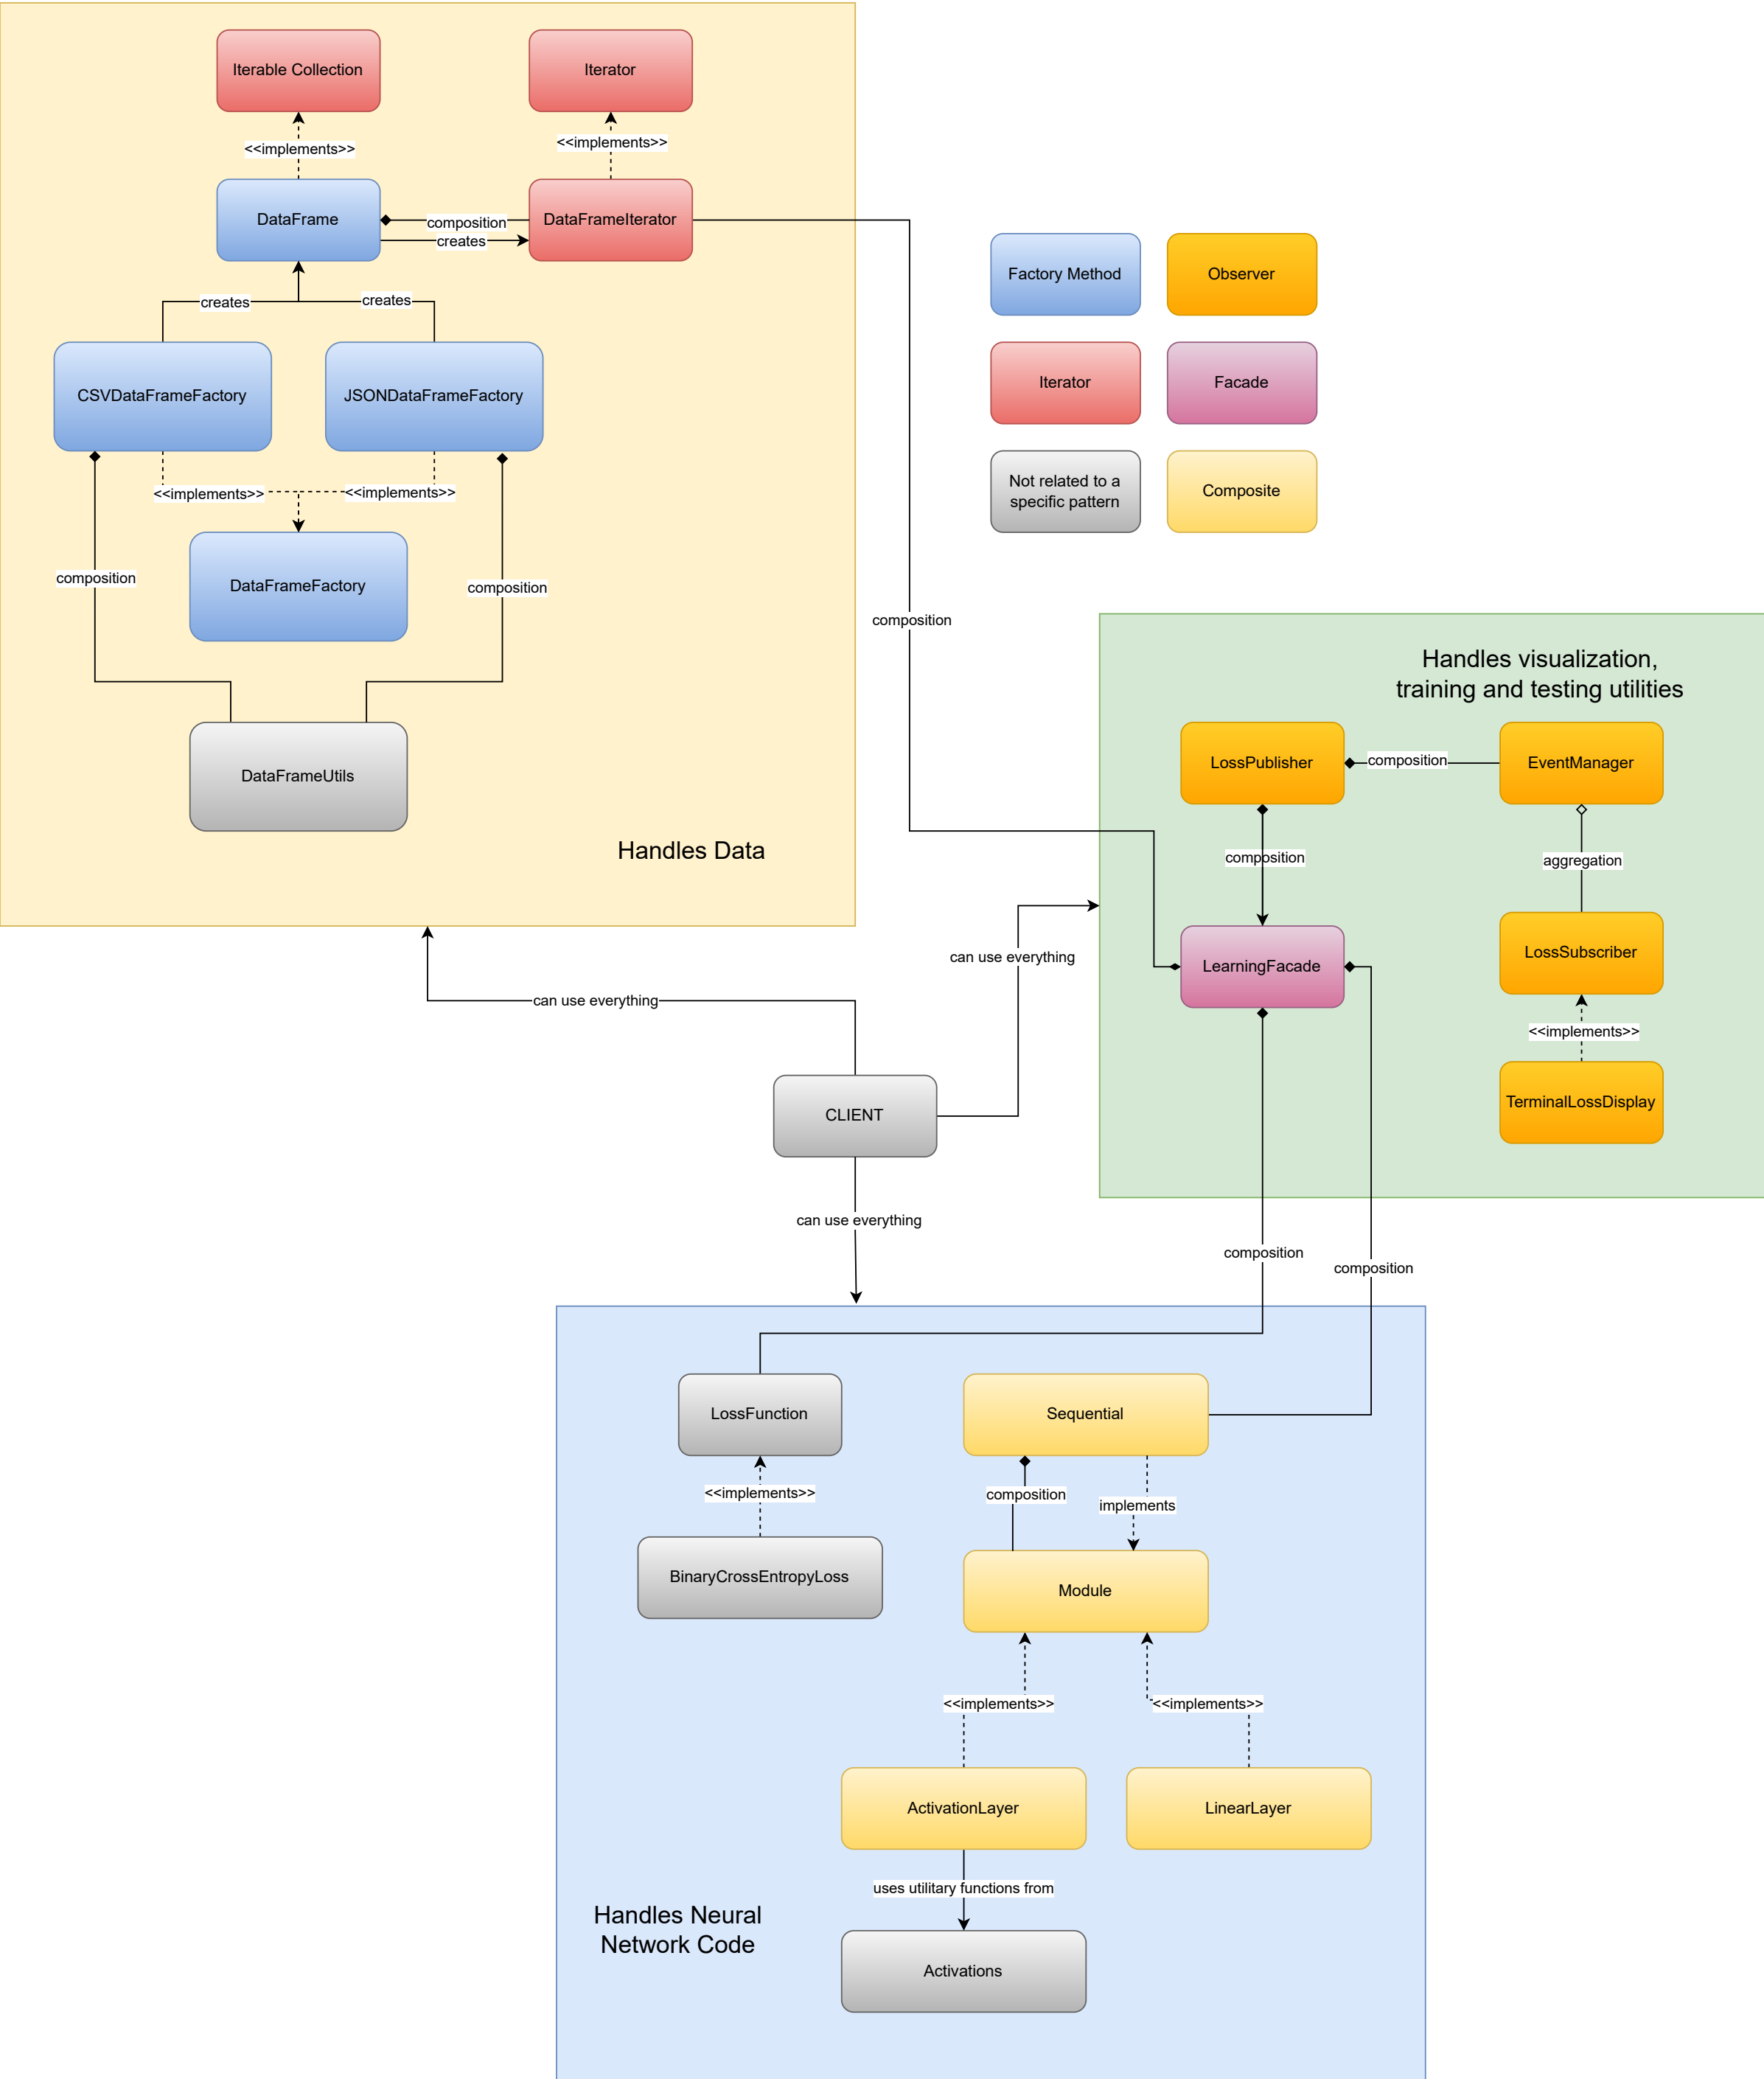 Iterable Collection
Iterator
<<implements>>
<<implements>>
DataFrame
composition
creates
DataFrameIterator
creates
creates
CSVDataFrameFactory
JSONDataFrameFactory
<<implements>>
<<implements>>
composition
DataFrameFactory
composition
DataFrameUtils
Handles Data
Factory Method
Observer
Iterator
Facade
Not related to a
specific pattern
Composite
composition
Handles visualization,
training and testing utilities
LossPublisher
composition
EventManager
composition
aggregation
LearningFacade
LossSubscriber
<<implements>>
TerminalLossDisplay
can use everything
can use everything
CLIENT
can use everything
composition
composition
LossFunction
Sequential
<<implements>>
composition
implements
BinaryCrossEntropyLoss
Module
<<implements>>
<<implements>>
ActivationLayer
LinearLayer
uses utilitary functions from
Handles Neural
Network Code
Activations